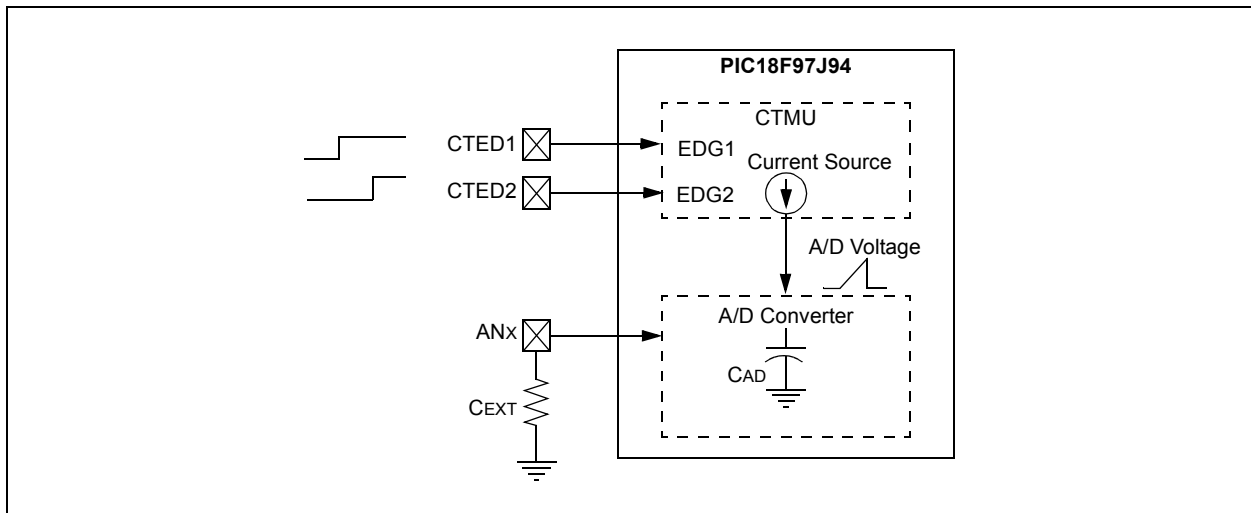 PIC18F97J94
CTMU
CTED1
EDG1
Current Source
CTED2
EDG2
A/D Voltage
A/D Converter
ANX
CAD
CEXT